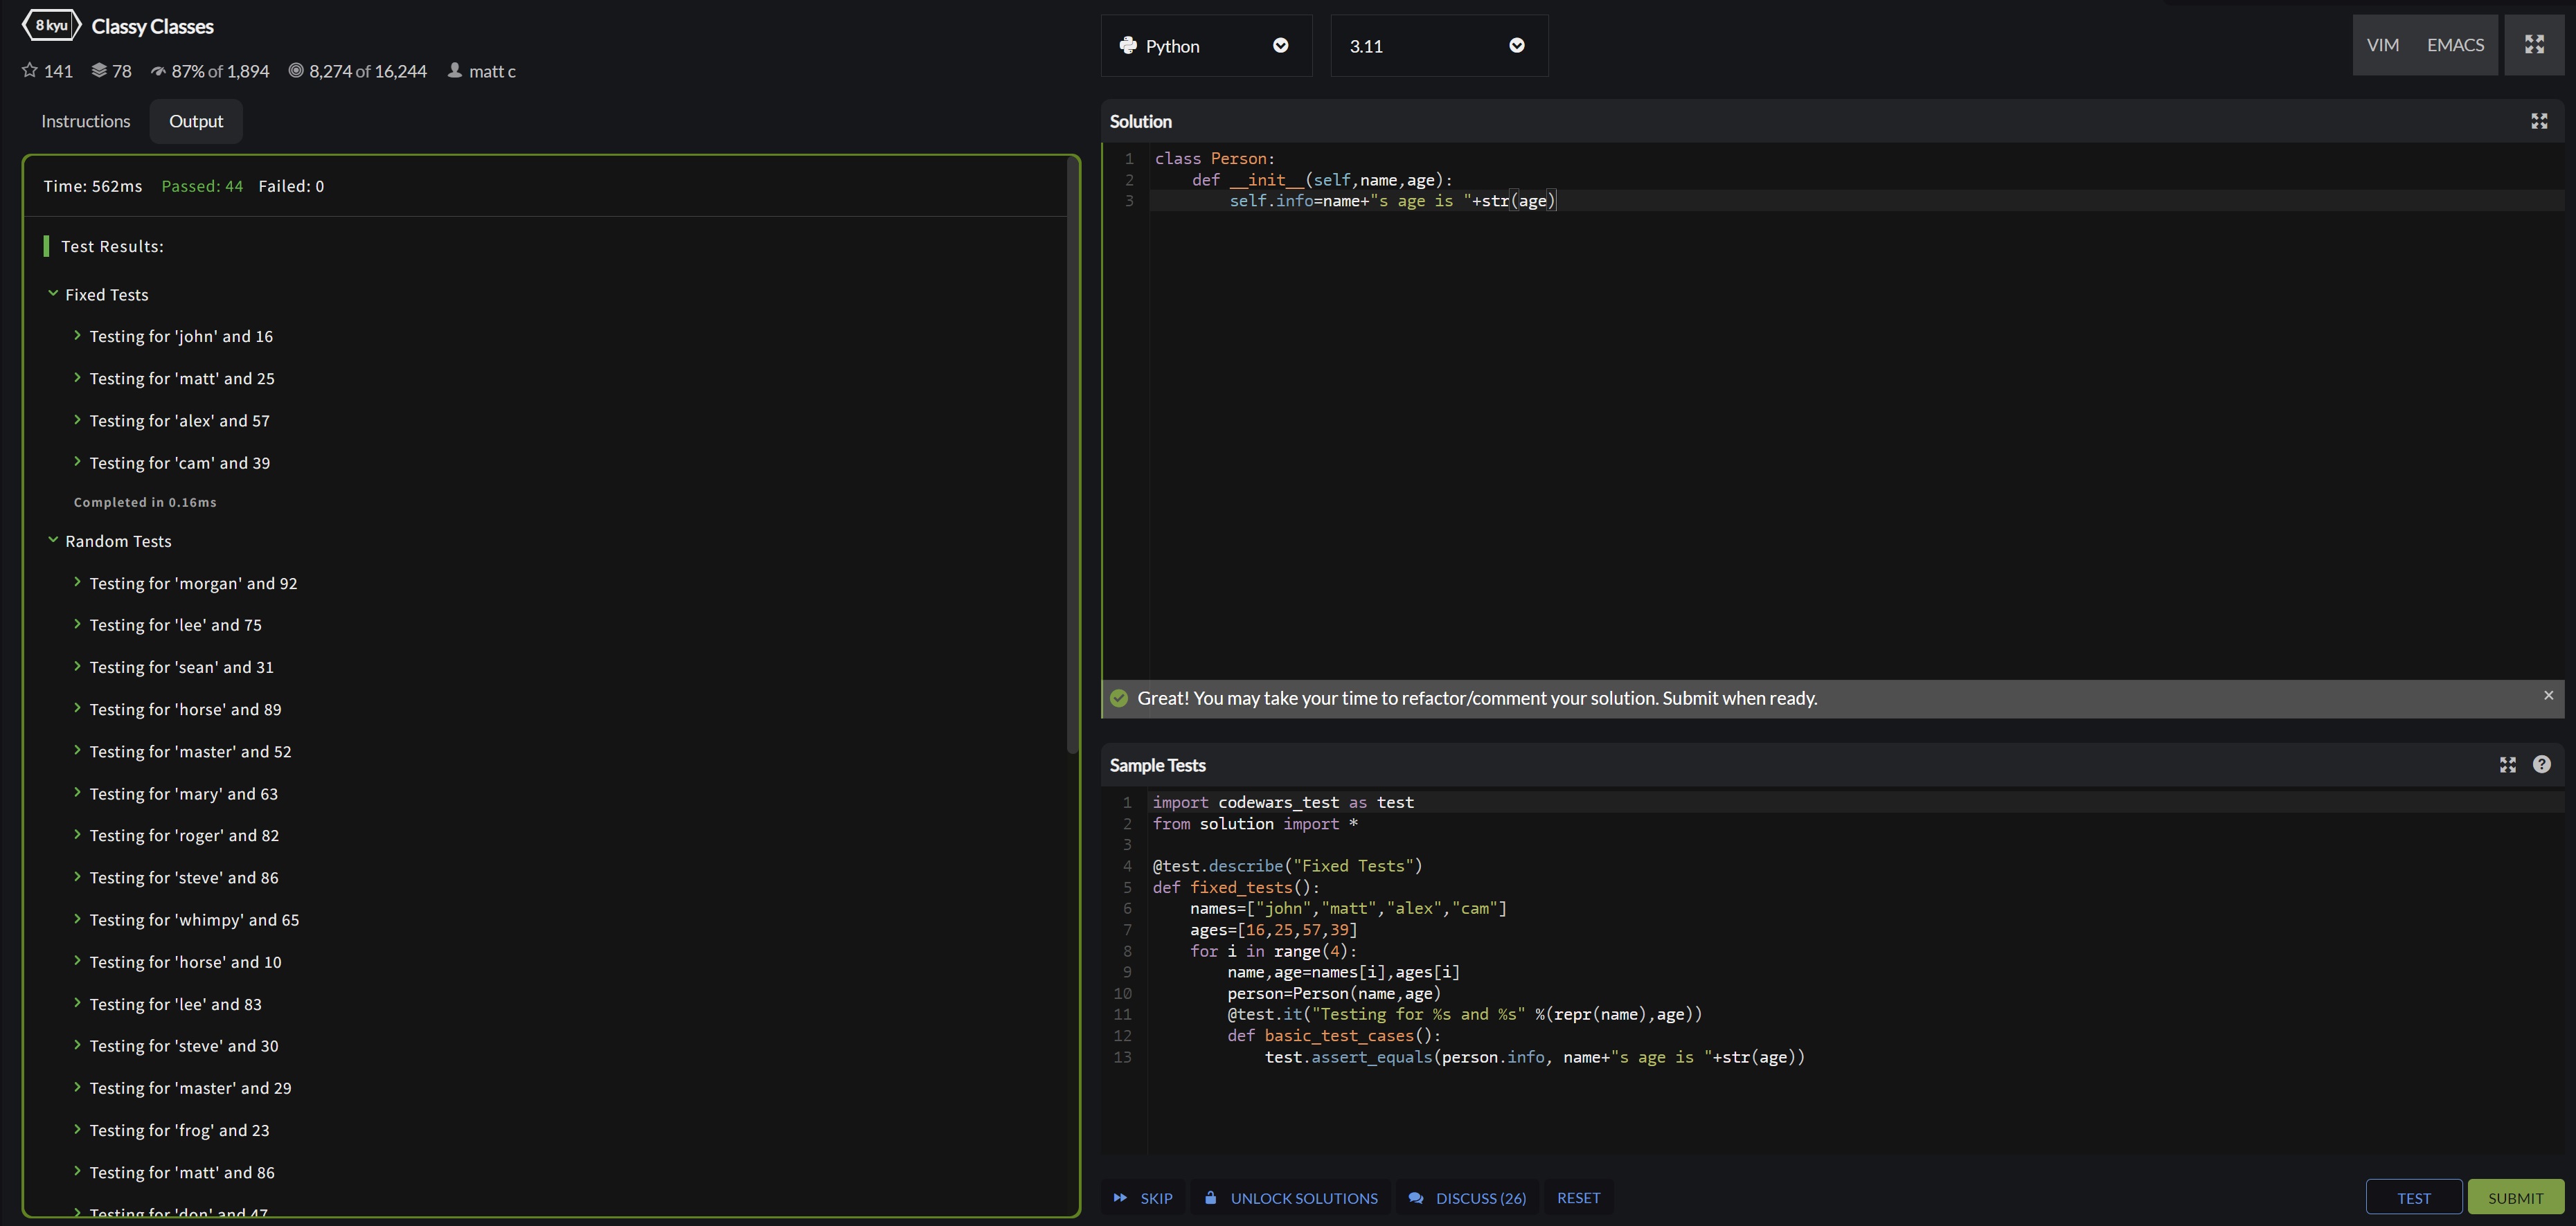 8 kyu Classy Classes
141 78 87% of 1,894 8,274 of 16,244 matt c
Instructions Output
Time: 562ms Passed: 44 Failed: 0
Test Results:
Fixed Tests
Testing for 'john' and 16
Testing for 'matt' and 25
Testing for 'alex' and 57
Testing for 'cam' and 39
Completed in 0.16ms
Random Tests
Testing for 'morgan' and 92
Testing for 'lee' and 75
Testing for 'sean' and 31
Testing for 'horse' and 89
Testing for 'master' and 52
Testing for 'mary' and 63
Testing for 'roger' and 82
Testing for 'steve' and 86
Testing for 'whimpy' and 65
Testing for 'horse' and 10
Testing for 'lee' and 83
Testing for 'steve' and 30
Testing for 'master' and 29
Testing for 'frog' and 23
Testing for 'matt' and 86
Testing for 'don' and 47
Python 3.11 VIM EMACS
Solution
1 class Person:
2     def __init__(self,name,age):
3         self.info=name+"s age is "+str(age)
Great! You may take your time to refactor/comment your solution. Submit when ready. ×
Sample Tests ?
1 import codewars_test as test
2 from solution import *
3
4 @test.describe("Fixed Tests")
5 def fixed_tests():
6     names=["john","matt","alex","cam"]
7     ages=[16,25,57,39]
8     for i in range(4):
9         name,age=names[i],ages[i]
10         person=Person(name,age)
11         @test.it("Testing for %s and %s" %(repr(name),age))
12         def basic_test_cases():
13             test.assert_equals(person.info, name+"s age is "+str(age))
SKIP UNLOCK SOLUTIONS DISCUSS (26) RESET TEST SUBMIT